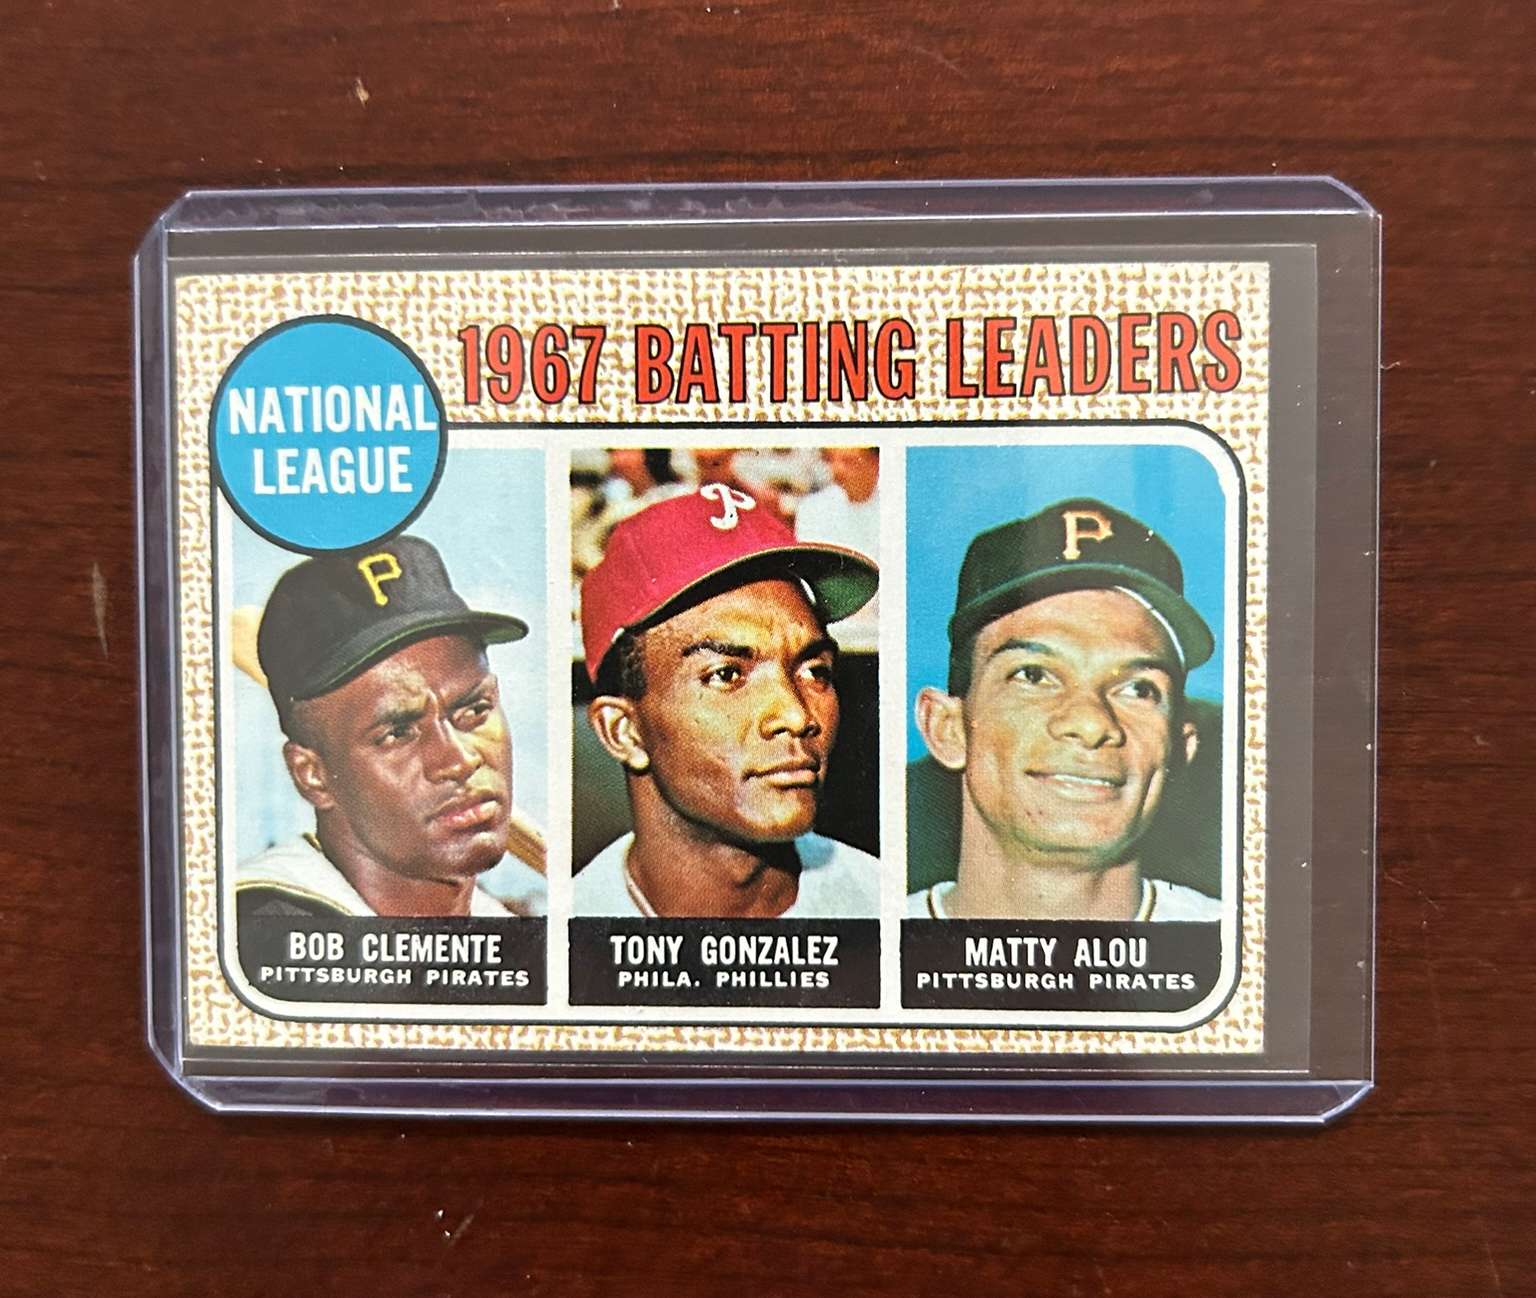 1967 BATTING LEADERS
NATIONAL
LEAGUE
P
P
P
BOB CLEMENTE
PITTSBURGH PIRATES
TONY GONZALEZ
PHILA. PHILLIES
MATTY ALOU
PITTSBURGH PIRATES